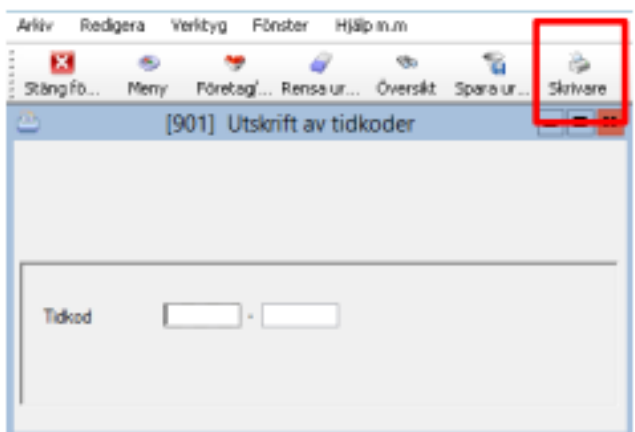 Arkiv Redigera Verktyg Fönster Hjälp m.m
Stäng fö... Meny Företag/... Rensa ur... Översikt Spara ur... Skrivare
[901] Utskrift av tidkoder
Tidkod -